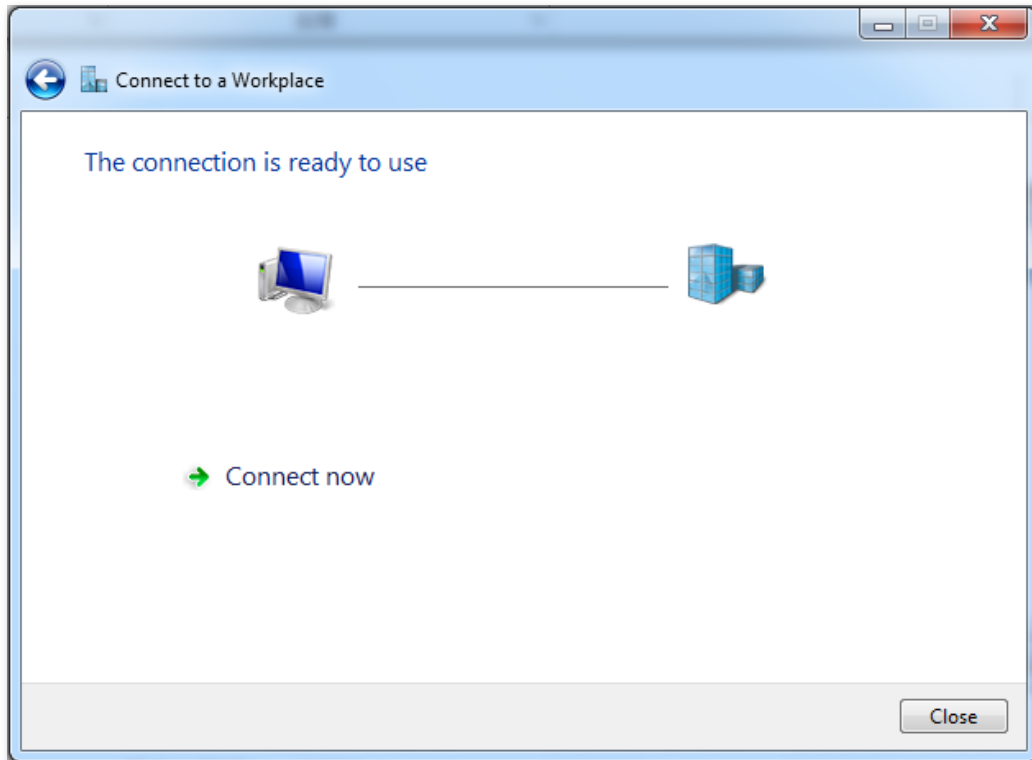 Connect to a Workplace
The connection is ready to use
Connect now
Close